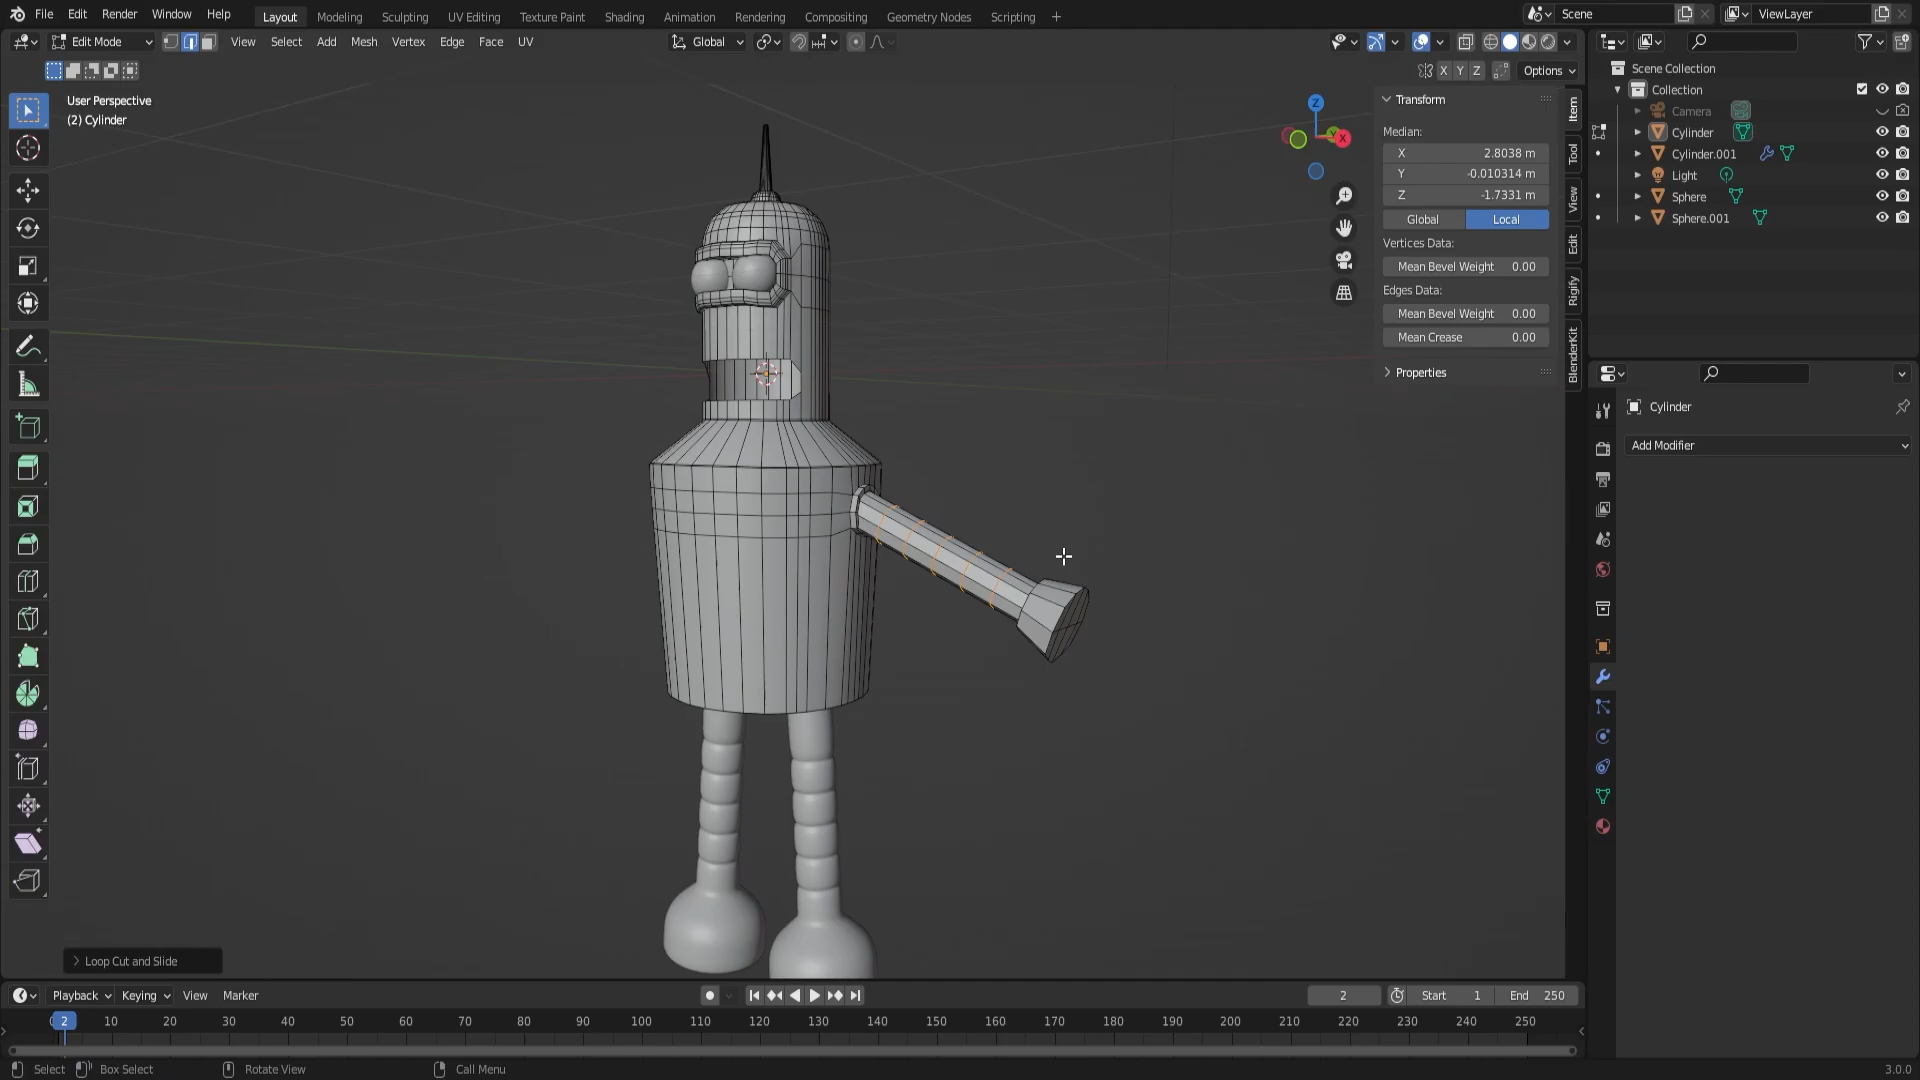 File Edit Render Window Help Layout Modeling Sculpting UV Editing Texture Paint Shading Animation Rendering Compositing Geometry Nodes Scripting + Scene ViewLayer
Edit Mode View Select Add Mesh Vertex Edge Face UV Global
X Y Z Options
User Perspective
(2) Cylinder
Z
X
Y
Transform
Median:
X 2.8038 m
Y -0.010314 m
Z -1.7331 m
Global Local
Vertices Data:
Mean Bevel Weight 0.00
Edges Data:
Mean Bevel Weight 0.00
Mean Crease 0.00
Properties
Item
Tool
View
Edit
Rigify
BlenderKit
Scene Collection
Collection
Camera
Cylinder
Cylinder.001
Light
Sphere
Sphere.001
Cylinder
Add Modifier
Loop Cut and Slide
Playback Keying View Marker 2 Start 1 End 250
0 2 10 20 30 40 50 60 70 80 90 100 110 120 130 140 150 160 170 180 190 200 210 220 230 240 250
Select Box Select Rotate View Call Menu 3.0.0